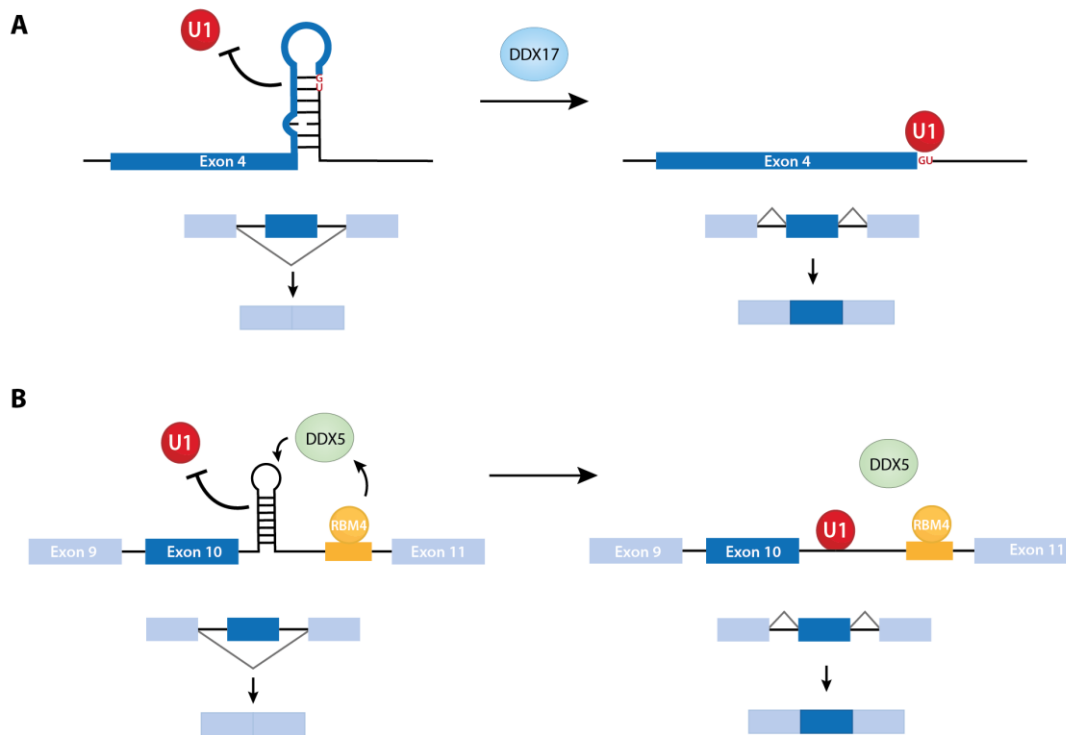 A
U1
DDX17
G
U
U1
Exon 4
Exon 4
GU
B
U1
DDX5
DDX5
RBM4
U1
RBM4
Exon 9
Exon 10
Exon 11
Exon 9
Exon 10
Exon 11